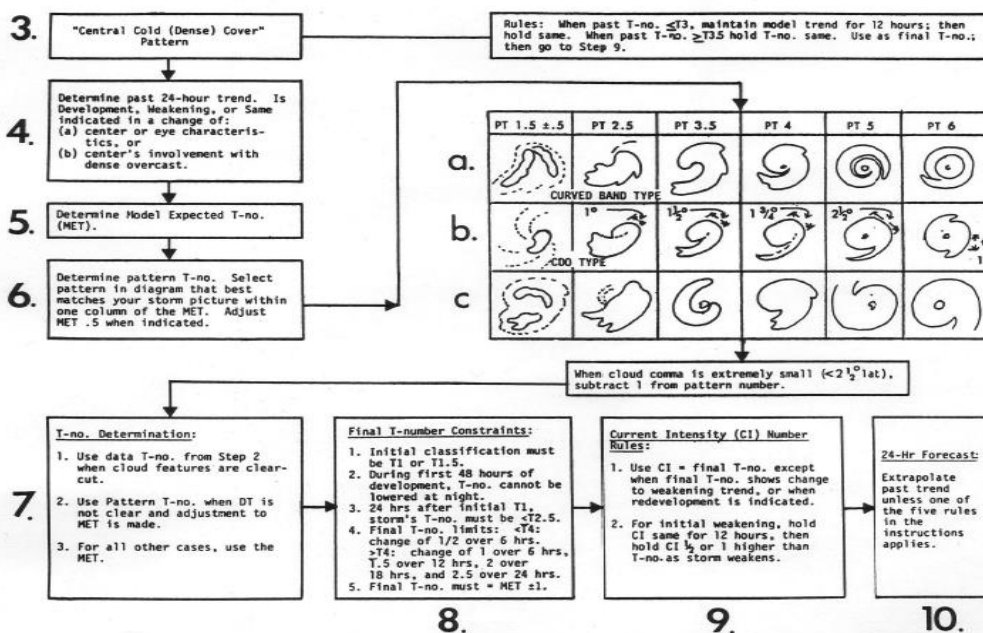 3.
"Central Cold (Dense) Cover"
Pattern
Rules: When past T-no. ≤T3, maintain model trend for 12 hours; then
hold same. When past T-no. ≥T3.5 hold T-no. same. Use as final T-no.;
then go to Step 9.
4.
Determine past 24-hour trend. Is
Development, Weakening, or Same
indicated in a change of:
(a) center or eye characteris-
tics, or
(b) center's involvement with
dense overcast.
5.
Determine Model Expected T-no.
(MET).
6.
Determine pattern T-no. Select
pattern in diagram that best
matches your storm picture within
one column of the MET. Adjust
MET .5 when indicated.
PT 1.5 ±.5 PT 2.5 PT 3.5 PT 4 PT 5 PT 6
a.
CURVED BAND TYPE
b.
1° 1½° 1 ¾° 2½°
1
CDO TYPE
c
When cloud comma is extremely small (<2½° lat),
subtract 1 from pattern number.
7.
T-no. Determination:
1. Use data T-no. from Step 2
when cloud features are clear-
cut.
2. Use Pattern T-no. when DT is
not clear and adjustment to
MET is made.
3. For all other cases, use the
MET.
Final T-number Constraints:
1. Initial classification must
be T1 or T1.5.
2. During first 48 hours of
development, T-no. cannot be
lowered at night.
3. 24 hrs after initial T1,
storm's T-no. must be <T2.5.
4. Final T-no. limits: <T4:
change of 1/2 over 6 hrs.
>T4: change of 1 over 6 hrs,
T.5 over 12 hrs, 2 over
18 hrs, and 2.5 over 24 hrs.
5. Final T-no. must = MET ±1.
8.
Current Intensity (CI) Number
Rules:
1. Use CI = final T-no. except
when final T-no. shows change
to weakening trend, or when
redevelopment is indicated.
2. For initial weakening, hold
CI same for 12 hours, then
hold CI ½ or 1 higher than
T-no. as storm weakens.
9.
24-Hr Forecast:
Extrapolate
past trend
unless one of
the five rules
in the
instructions
applies.
10.